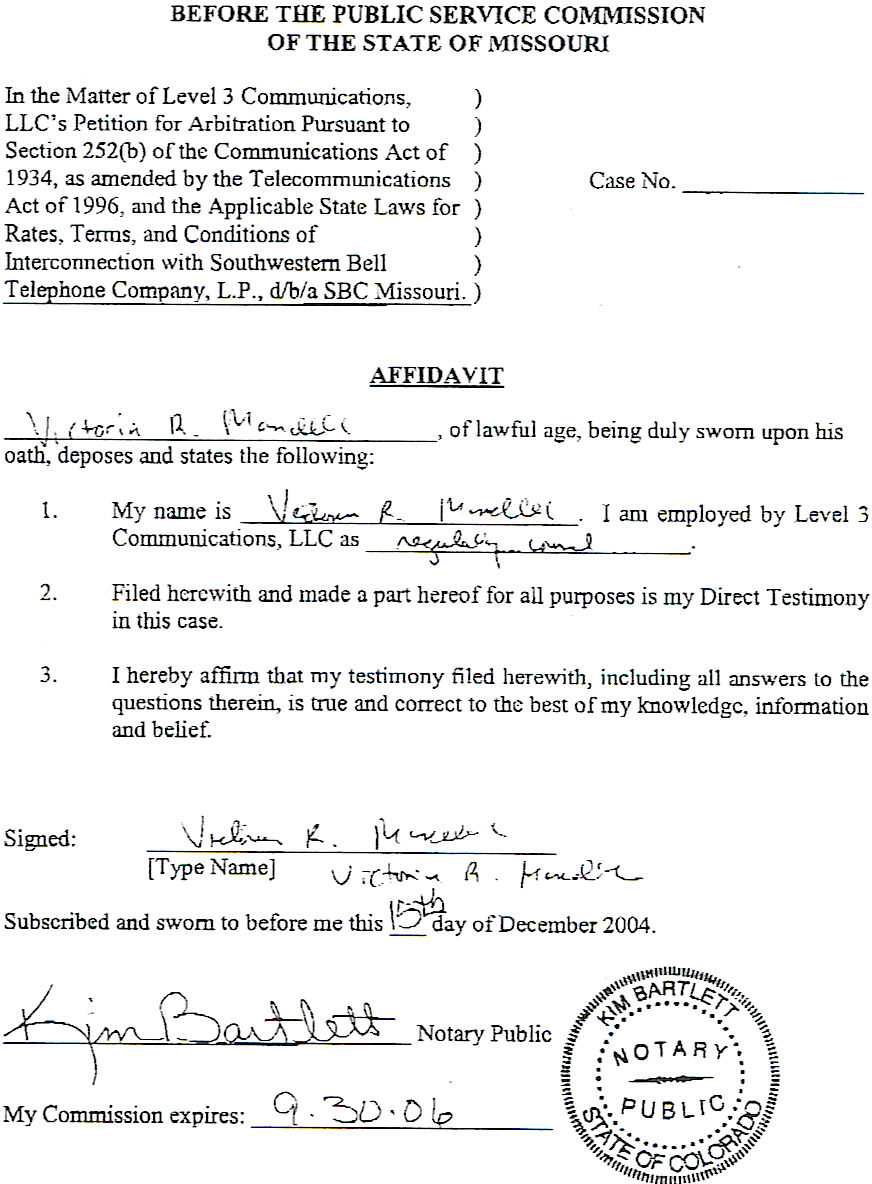 BEFORE THE PUBLIC SERVICE COMMISSION
OF THE STATE OF MISSOURI
In the Matter of Level 3 Communications, )
LLC's Petition for Arbitration Pursuant to )
Section 252(b) of the Communications Act of )
1934, as amended by the Telecommunications ) Case No.
Act of 1996, and the Applicable State Laws for )
Rates, Terms, and Conditions of )
Interconnection with Southwestern Bell )
Telephone Company, L.P., d/b/a SBC Missouri. )
AFFIDAVIT
Victoria R. Mandell, of lawful age, being duly sworn upon his
oath, deposes and states the following:
1. My name is Victoria R. Mandell. I am employed by Level 3
Communications, LLC as regulatory counsel.
2. Filed herewith and made a part hereof for all purposes is my Direct Testimony
in this case.
3. I hereby affirm that my testimony filed herewith, including all answers to the
questions therein, is true and correct to the best of my knowledge, information
and belief.
Signed: Victoria R. Mandell
[Type Name] Victoria R. Mandell
Subscribed and sworn to before me this 15th day of December 2004.
Kim Bartlett Notary Public
My Commission expires: 9.30.06
KIM BARTLETT
NOTARY
PUBLIC
STATE OF COLORADO